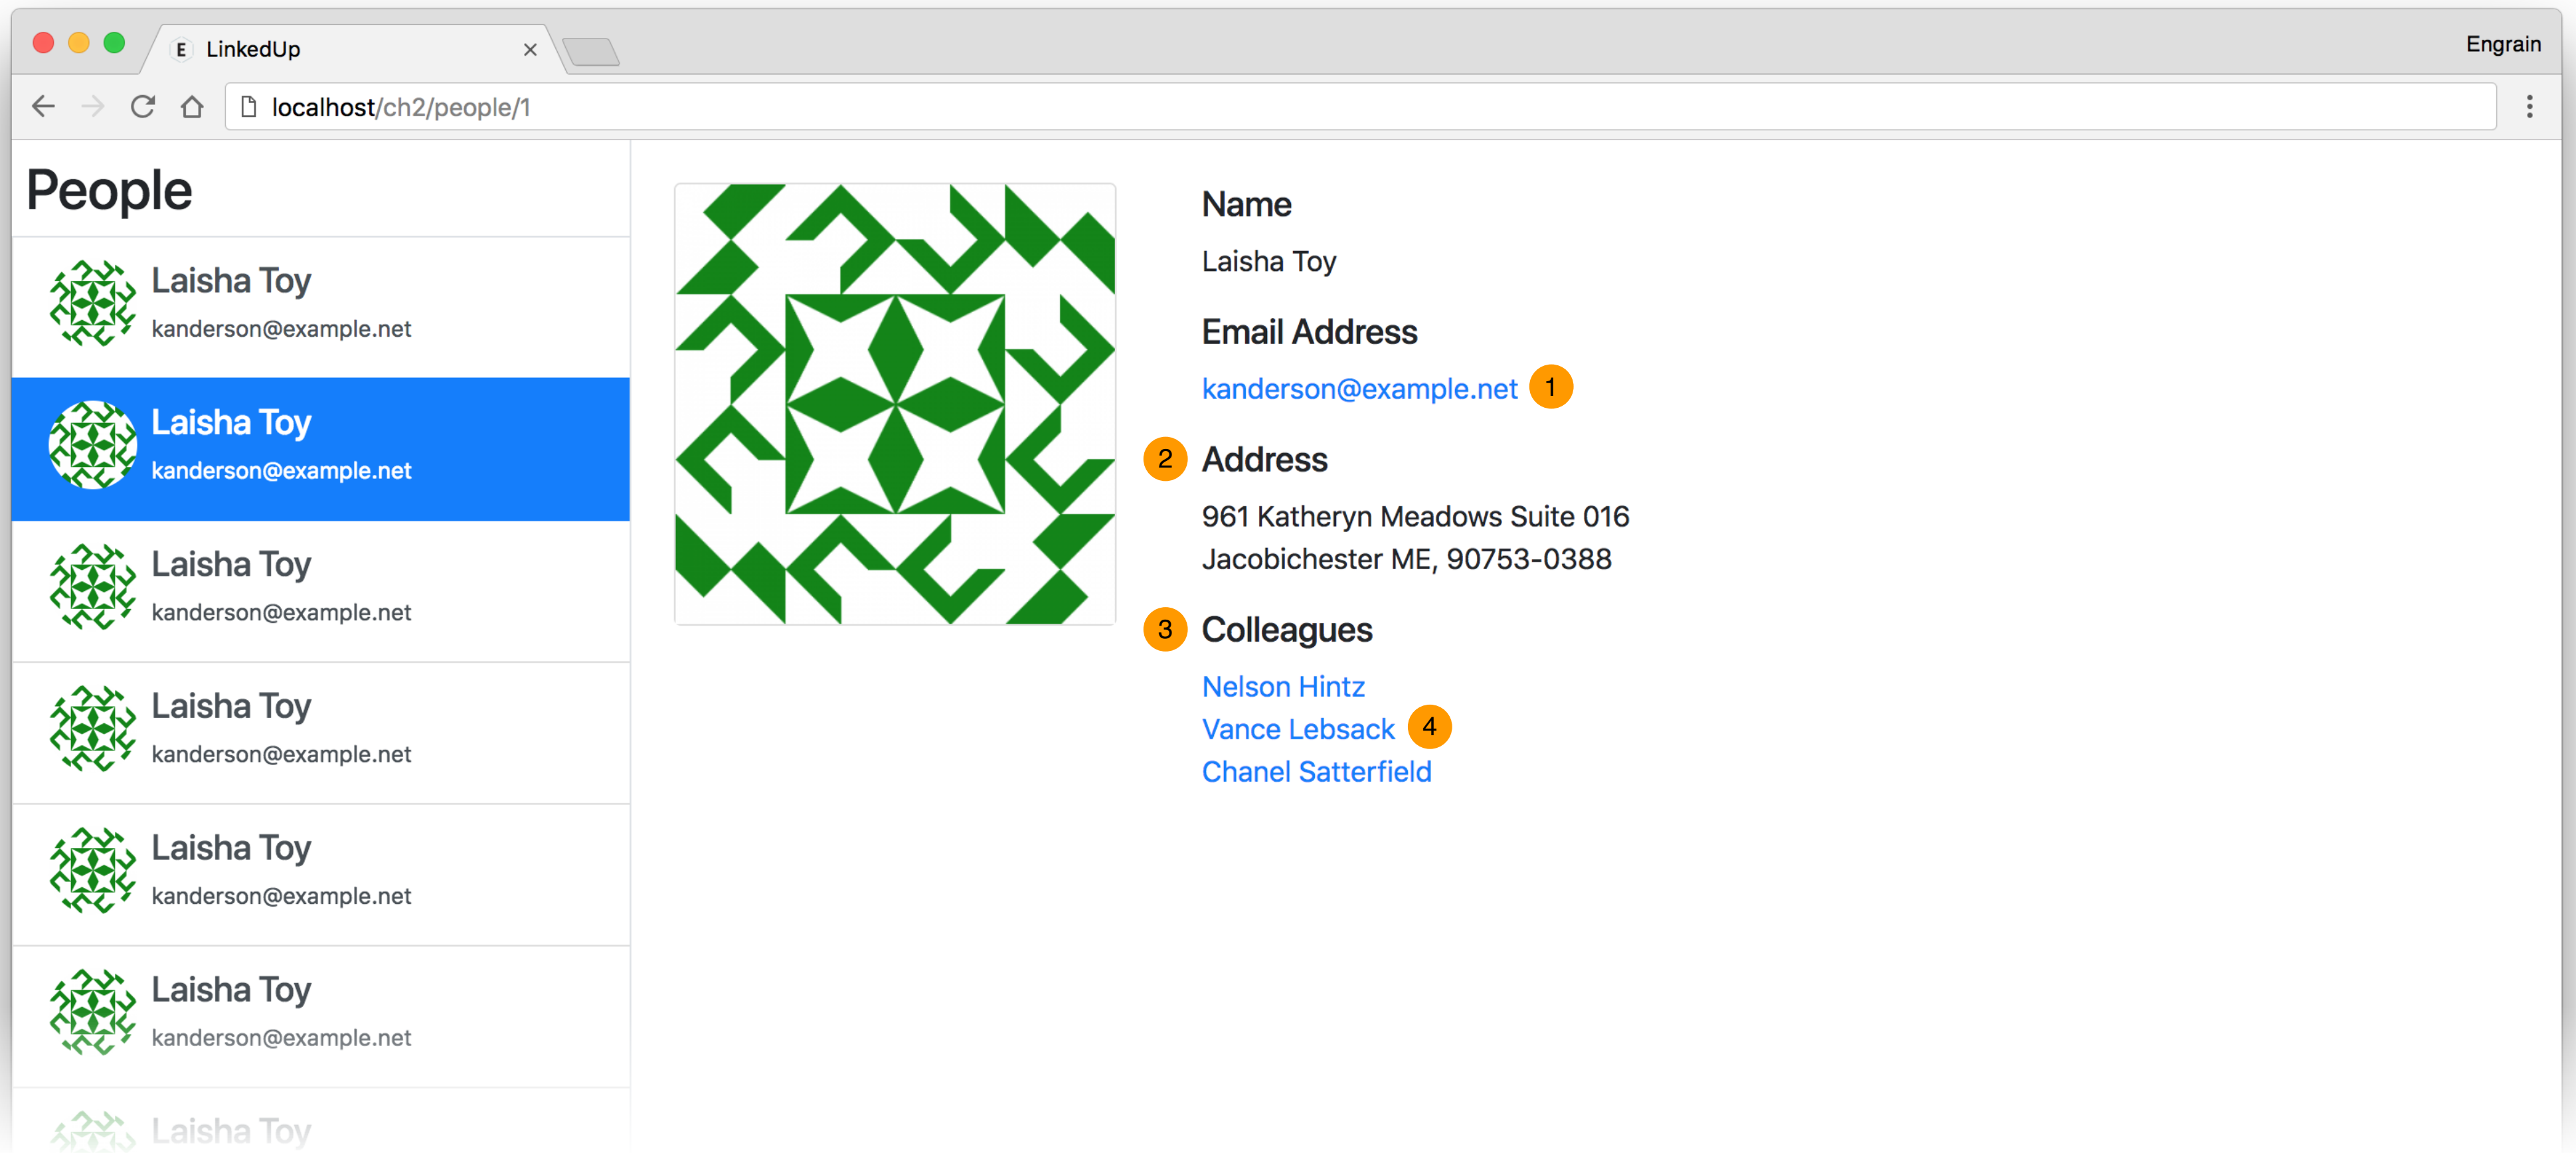 E LinkedUp
Engrain
localhost/ch2/people/1
People
Laisha Toy
kanderson@example.net
Laisha Toy
kanderson@example.net
Laisha Toy
kanderson@example.net
Laisha Toy
kanderson@example.net
Laisha Toy
kanderson@example.net
Laisha Toy
kanderson@example.net
Laisha Toy
Name
Laisha Toy
Email Address
kanderson@example.net 1
2 Address
961 Katheryn Meadows Suite 016
Jacobichester ME, 90753-0388
3 Colleagues
Nelson Hintz
Vance Lebsack 4
Chanel Satterfield